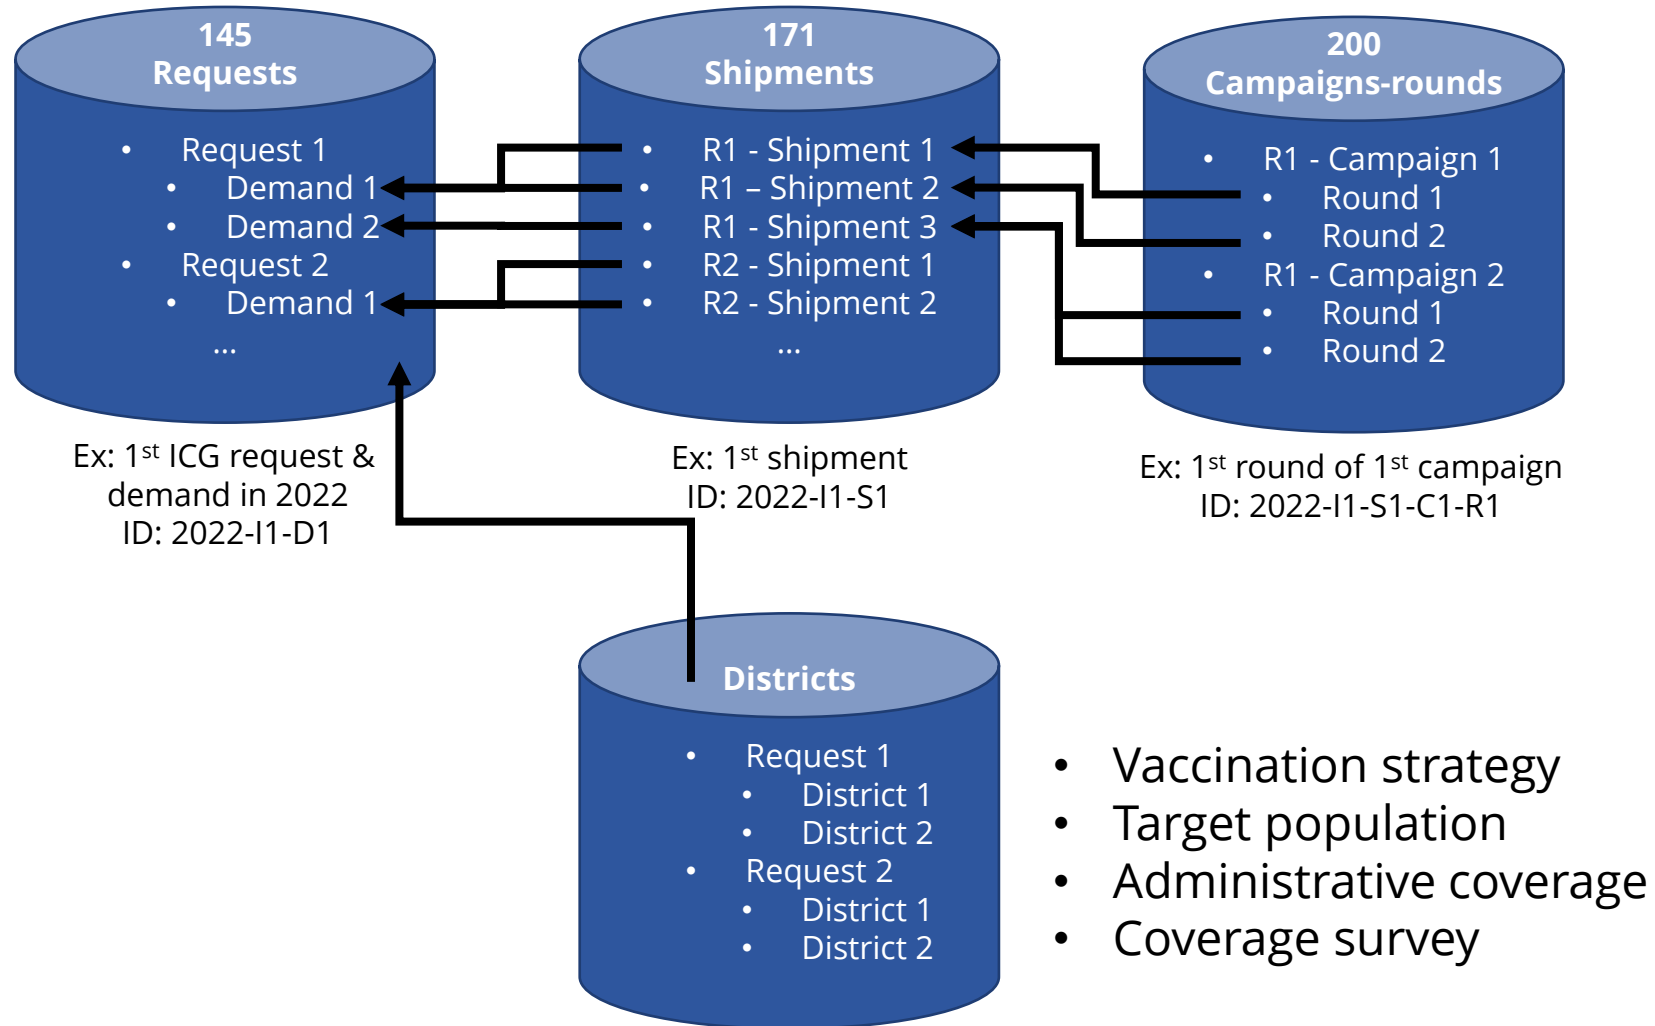 145
Requests
• Request 1
• Demand 1
• Demand 2
• Request 2
• Demand 1
...
Ex: 1st ICG request &
demand in 2022
ID: 2022-I1-D1
171
Shipments
• R1 - Shipment 1
• R1 – Shipment 2
• R1 - Shipment 3
• R2 - Shipment 1
• R2 - Shipment 2
...
Ex: 1st shipment
ID: 2022-I1-S1
200
Campaigns-rounds
• R1 - Campaign 1
• Round 1
• Round 2
• R1 - Campaign 2
• Round 1
• Round 2
Ex: 1st round of 1st campaign
ID: 2022-I1-S1-C1-R1
Districts
• Request 1
• District 1
• District 2
• Request 2
• District 1
• District 2
• Vaccination strategy
• Target population
• Administrative coverage
• Coverage survey